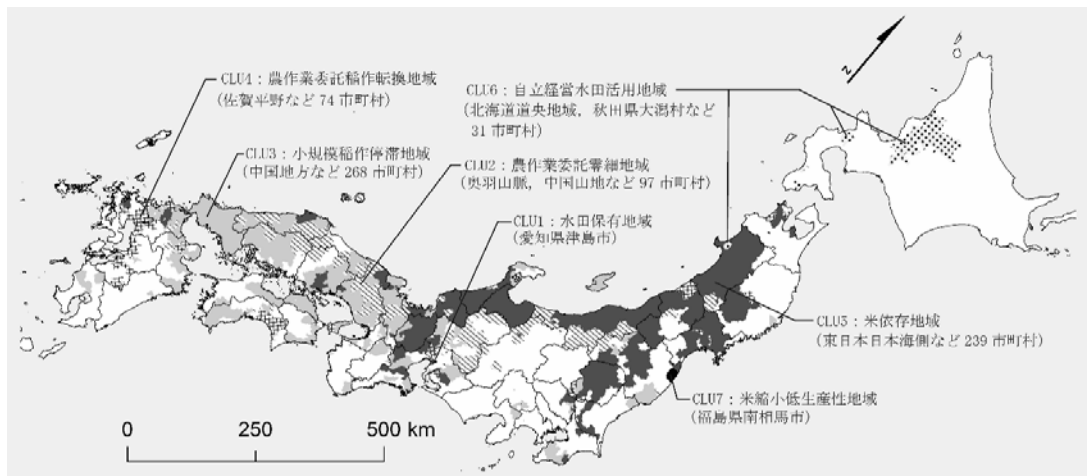 CLU4：農作業委託稲作転換地域
(佐賀平野など 74 市町村)
CLU3：小規模稲作停滞地域
(中国地方など 268 市町村)
CLU2：農作業委託零細地域
(奥羽山脈，中国山地など 97 市町村)
CLU1：水田保有地域
(愛知県津島市)
CLU6：自立経営水田活用地域
(北海道道央地域，秋田県大潟村など
31 市町村)
N
CLU5：米依存地域
(東日本日本海側など 239 市町村)
CLU7：米縮小低生産性地域
(福島県南相馬市)
0 250 500 km